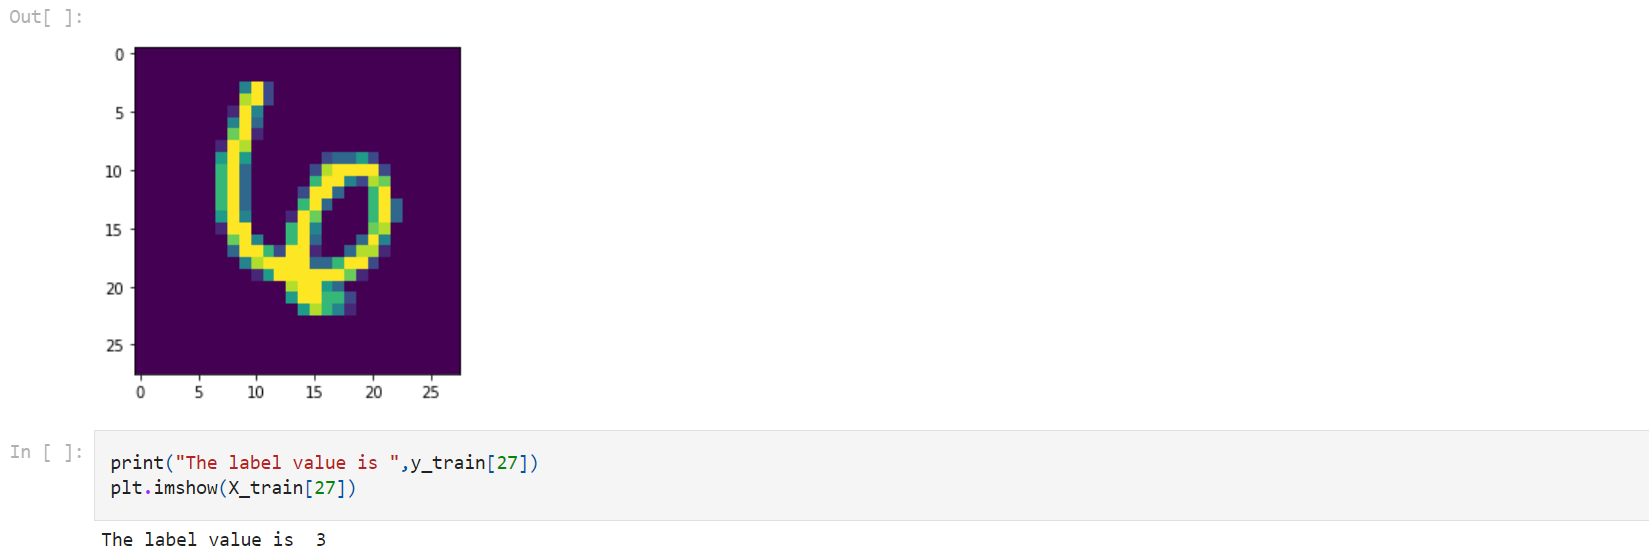 Out[ ]:
0
5
10
15
20
25
0 5 10 15 20 25
In [ ]:
print("The label value is ",y_train[27])
plt.imshow(X_train[27])
The label value is  3